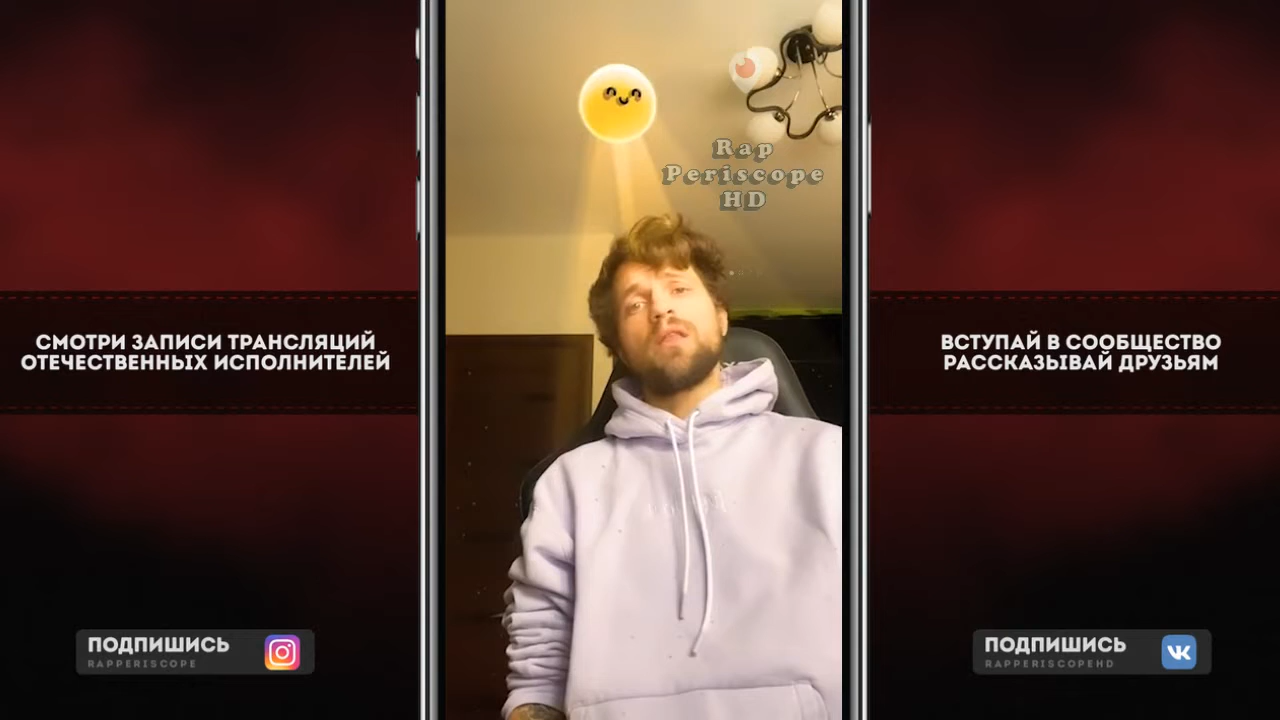 Rap
Periscope
HD
СМОТРИ ЗАПИСИ ТРАНСЛЯЦИЙ
ОТЕЧЕСТВЕННЫХ ИСПОЛНИТЕЛЕЙ
ВСТУПАЙ В СООБЩЕСТВО
РАССКАЗЫВАЙ ДРУЗЬЯМ
ПОДПИШИСЬ
RAPPERISCOPE
ПОДПИШИСЬ
RAPPERISCOPEHD